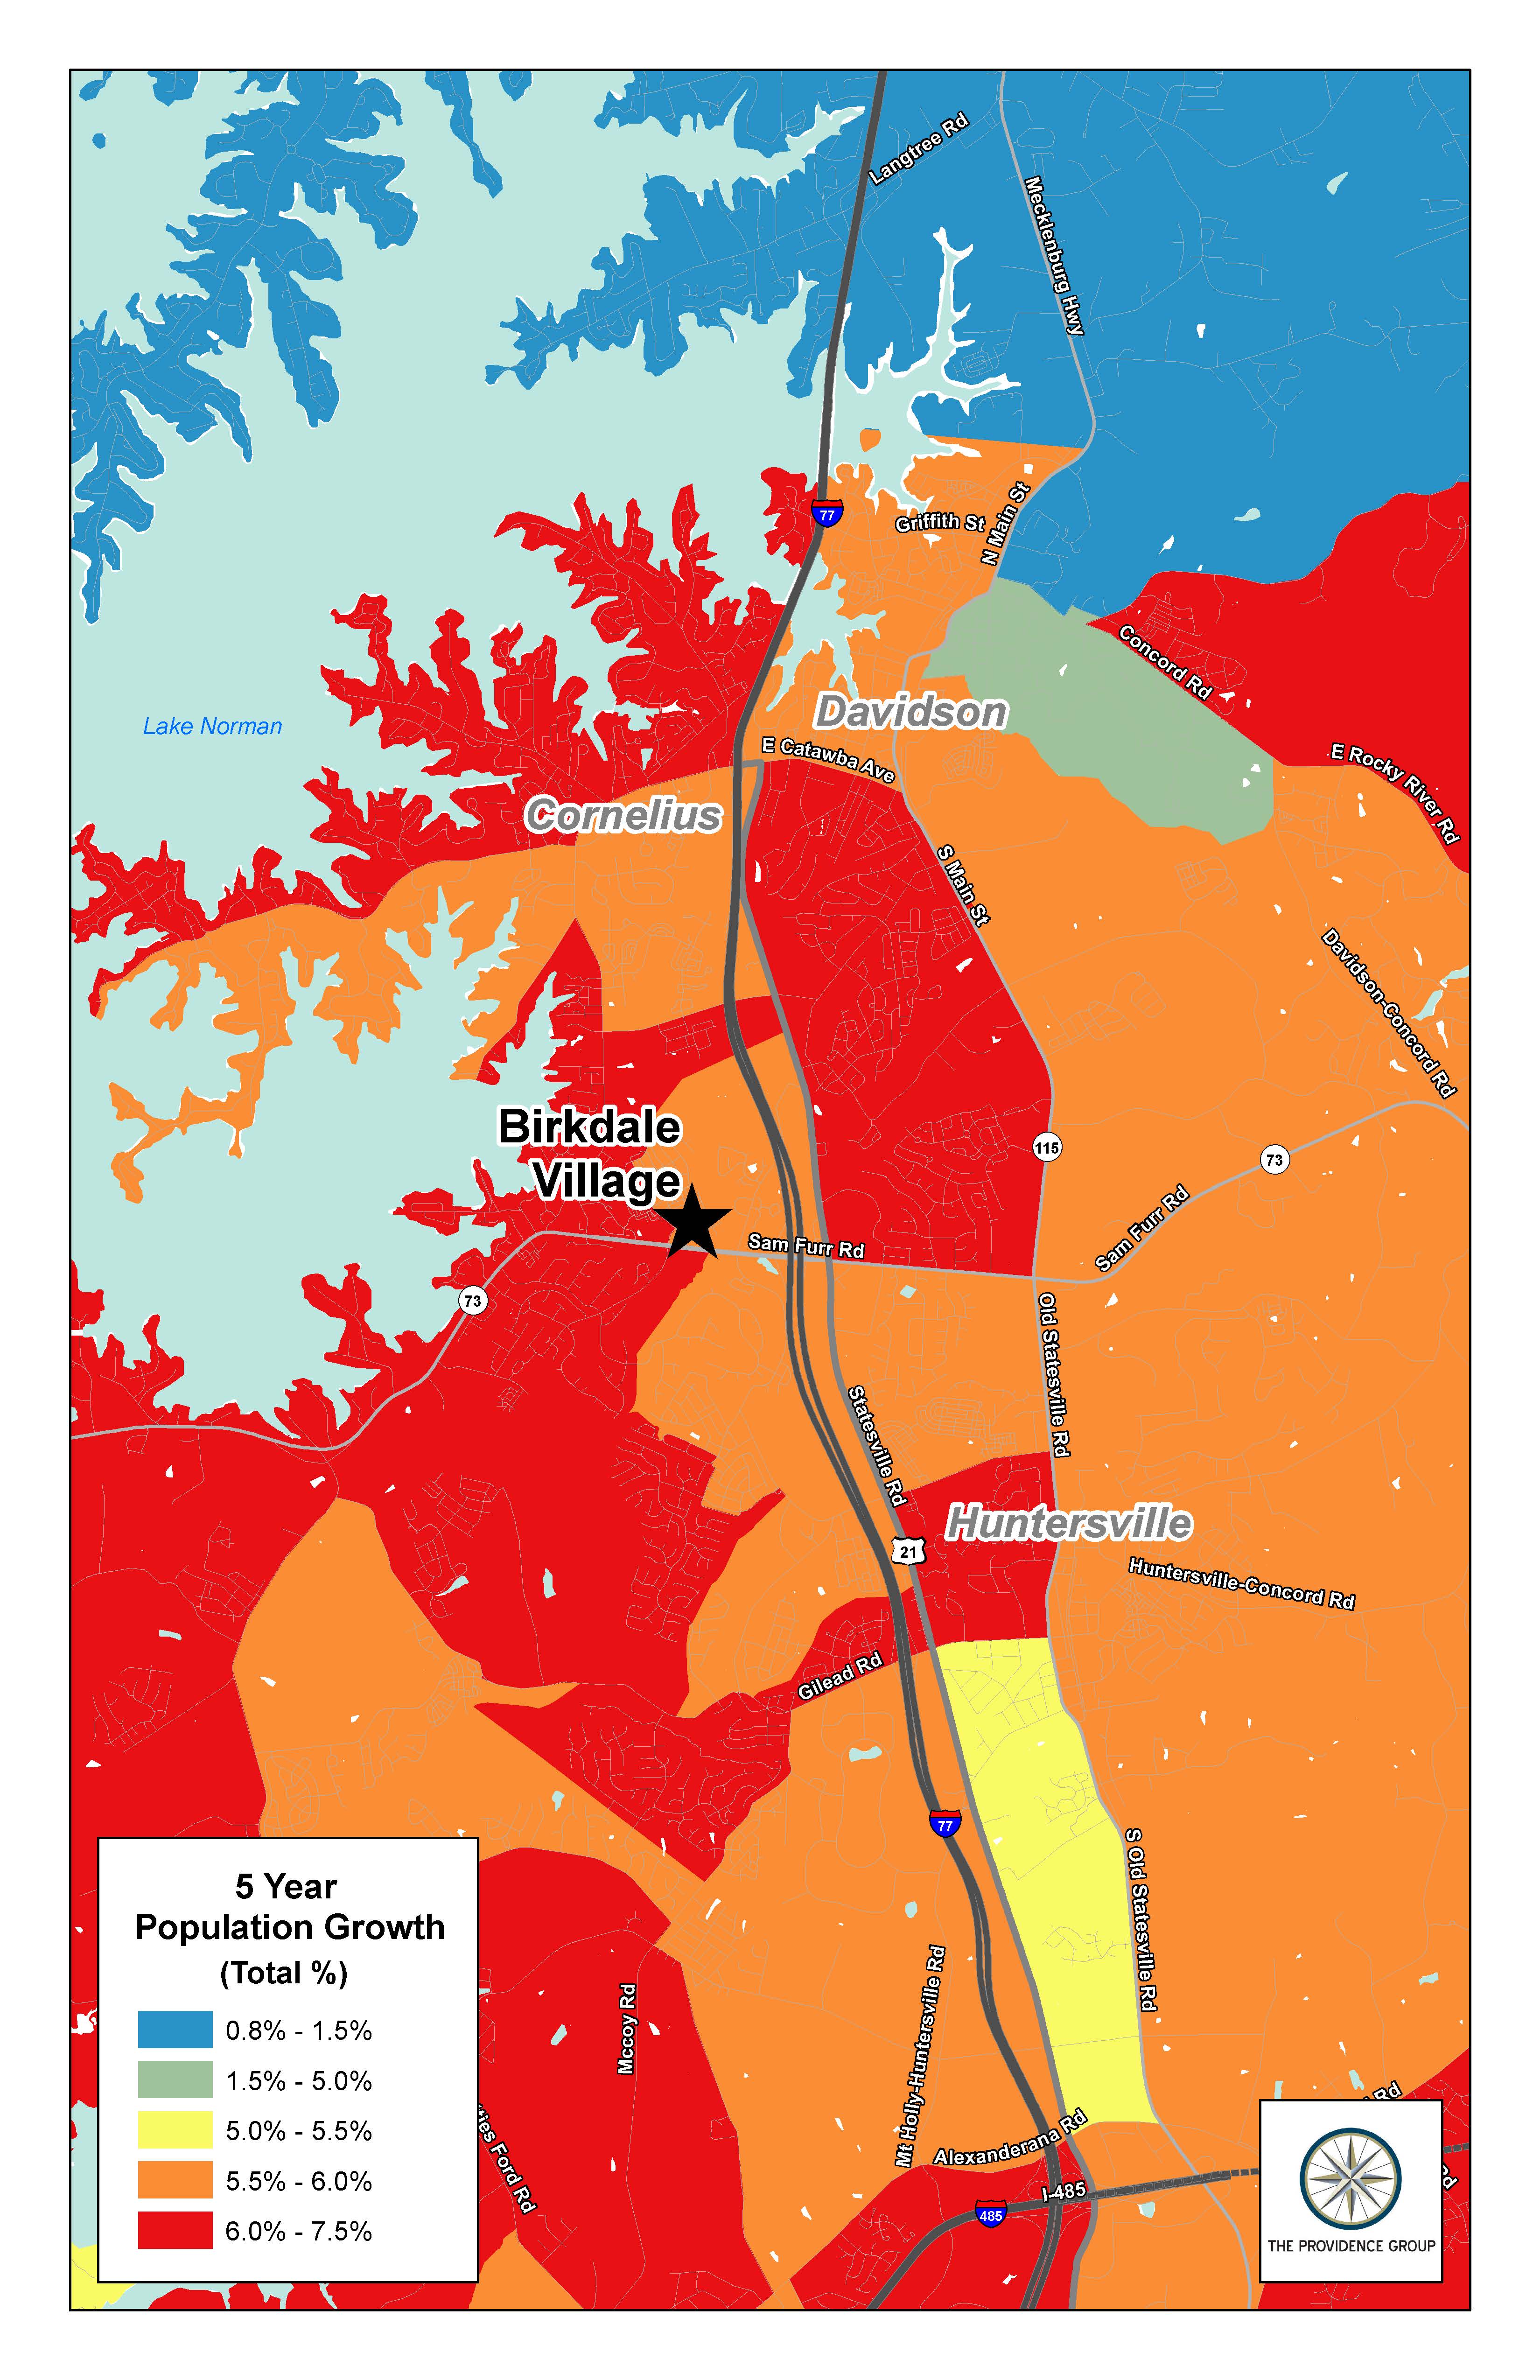 Langtree Rd
Mecklenburg Hwy
77
Griffith St
N Main St
Concord Rd
Lake Norman
Davidson
E Catawba Ave
E Rocky River Rd
Cornelius
S Main St
Davidson-Concord Rd
Birkdale
Village
115
73
Sam Furr Rd
Sam Furr Rd
73
Old Statesville Rd
Statesville Rd
Huntersville
21
Huntersville-Concord Rd
Gilead Rd
77
S Old Statesville Rd
5 Year
Population Growth
(Total %)
0.8% - 1.5%
1.5% - 5.0%
5.0% - 5.5%
5.5% - 6.0%
6.0% - 7.5%
Mccoy Rd
Mt Holly-Huntersville Rd
Ford Rd
Alexanderana Rd
Rd
I-485
485
Rd
THE PROVIDENCE GROUP